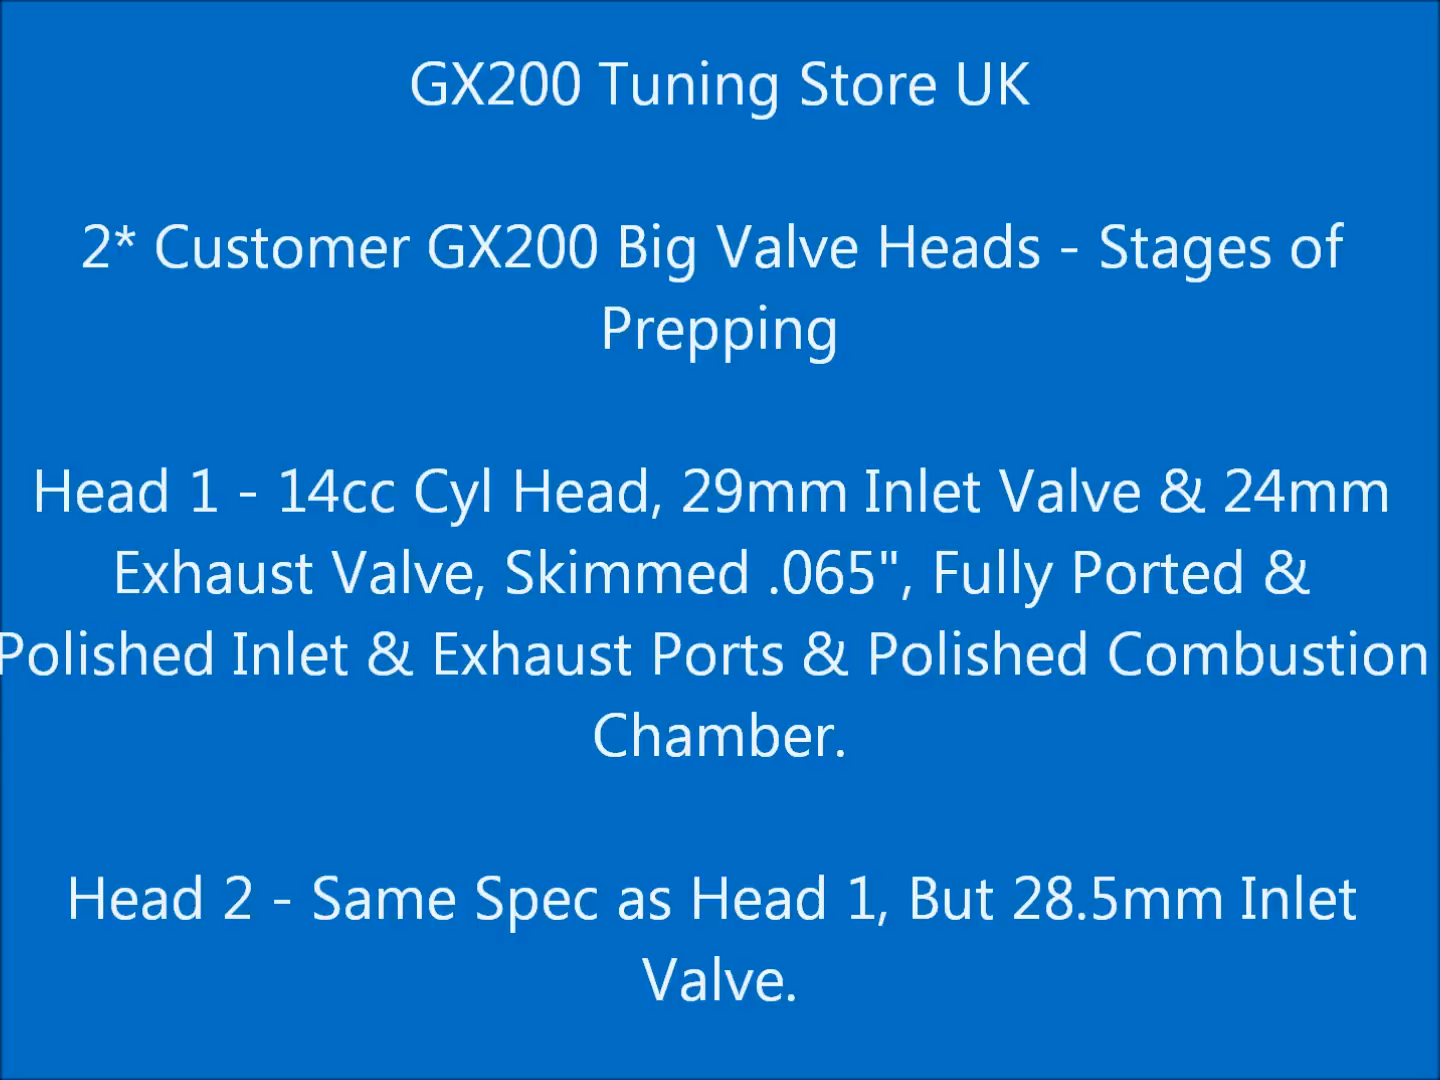 GX200 Tuning Store UK
2* Customer GX200 Big Valve Heads - Stages of
Prepping
Head 1 - 14cc Cyl Head, 29mm Inlet Valve & 24mm
Exhaust Valve, Skimmed .065", Fully Ported &
Polished Inlet & Exhaust Ports & Polished Combustion
Chamber.
Head 2 - Same Spec as Head 1, But 28.5mm Inlet
Valve.